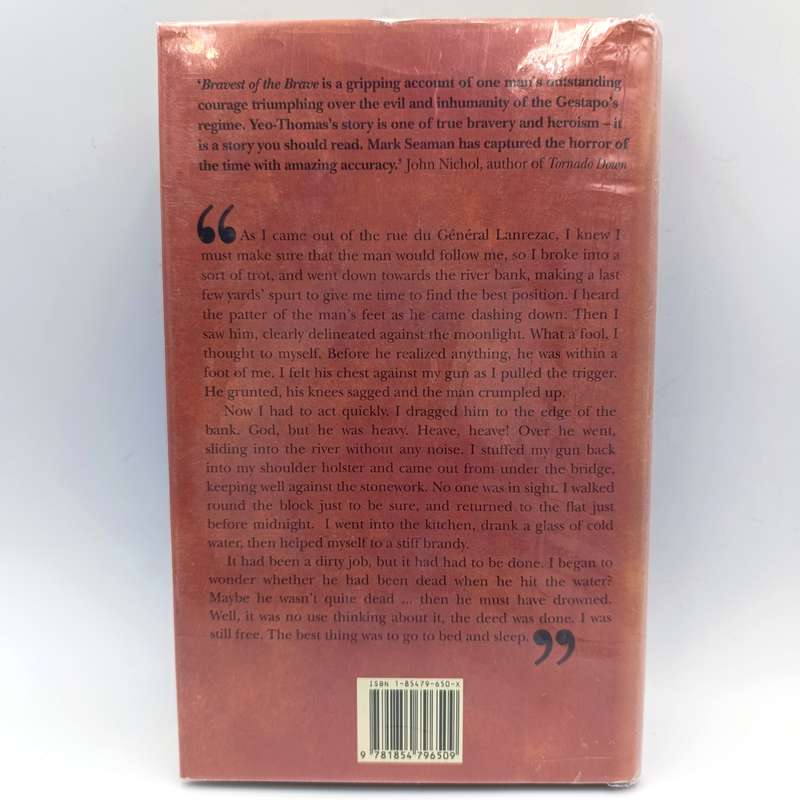 ‘Bravest of the Brave is a gripping account of one man’s outstanding
courage triumphing over the evil and inhumanity of the Gestapo’s
regime. Yeo-Thomas’s story is one of true bravery and heroism – it
is a story you should read. Mark Seaman has captured the horror of
the time with amazing accuracy.’ John Nichol, author of Tornado Down
“As I came out of the rue du Général Lanrezac, I knew I
must make sure that the man would follow me, so I broke into a
sort of trot, and went down towards the river bank, making a last
few yards’ spurt to give me time to find the best position. I heard
the patter of the man’s feet as he came dashing down. Then I
saw him, clearly delineated against the moonlight. What a fool, I
thought to myself. Before he realized anything, he was within a
foot of me. I felt his chest against my gun as I pulled the trigger.
He grunted, his knees sagged and the man crumpled up.
Now I had to act quickly. I dragged him to the edge of the
bank. God, but he was heavy. Heave, heave! Over he went,
sliding into the river without any noise. I stuffed my gun back
into my shoulder holster and came out from under the bridge,
keeping well against the stonework. No one was in sight. I walked
round the block just to be sure, and returned to the flat just
before midnight. I went into the kitchen, drank a glass of cold
water, then helped myself to a stiff brandy.
It had been a dirty job, but it had had to be done. I began to
wonder whether he had been dead when he hit the water?
Maybe he wasn’t quite dead ... then he must have drowned.
Well, it was no use thinking about it, the deed was done. I was
still free. The best thing was to go to bed and sleep.”
ISBN 1-85479-650-X
9 781854 796509